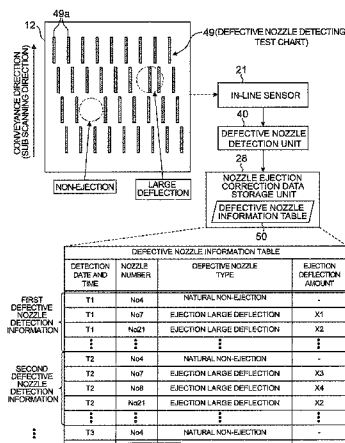 49a
12
49(DEFECTIVE NOZZLE DETECTING
TEST CHART)
CONVEYANCE DIRECTION
(SUB SCANNING DIRECTION)
21
IN-LINE SENSOR
40
DEFECTIVE NOZZLE
DETECTION UNIT
NON-EJECTION
LARGE
DEFLECTION
28
NOZZLE EJECTION
CORRECTION DATA
STORAGE UNIT
DEFECTIVE NOZZLE
INFORMATION TABLE
50
DEFECTIVE NOZZLE INFORMATION TABLE
DETECTION
DATE AND
TIME
NOZZLE
NUMBER
DEFECTIVE NOZZLE
TYPE
EJECTION
DEFLECTION
AMOUNT
FIRST
DEFECTIVE
NOZZLE
DETECTION
INFORMATION
T1 No4 NATURAL NON-EJECTION -
T1 No7 EJECTION LARGE DEFLECTION X1
T1 No21 EJECTION LARGE DEFLECTION X2
SECOND
DEFECTIVE
NOZZLE
DETECTION
INFORMATION
T2 No4 NATURAL NON-EJECTION -
T2 No7 EJECTION LARGE DEFLECTION X3
T2 No8 EJECTION LARGE DEFLECTION X4
T2 No21 EJECTION LARGE DEFLECTION X2
T3 No4 NATURAL NON-EJECTION -